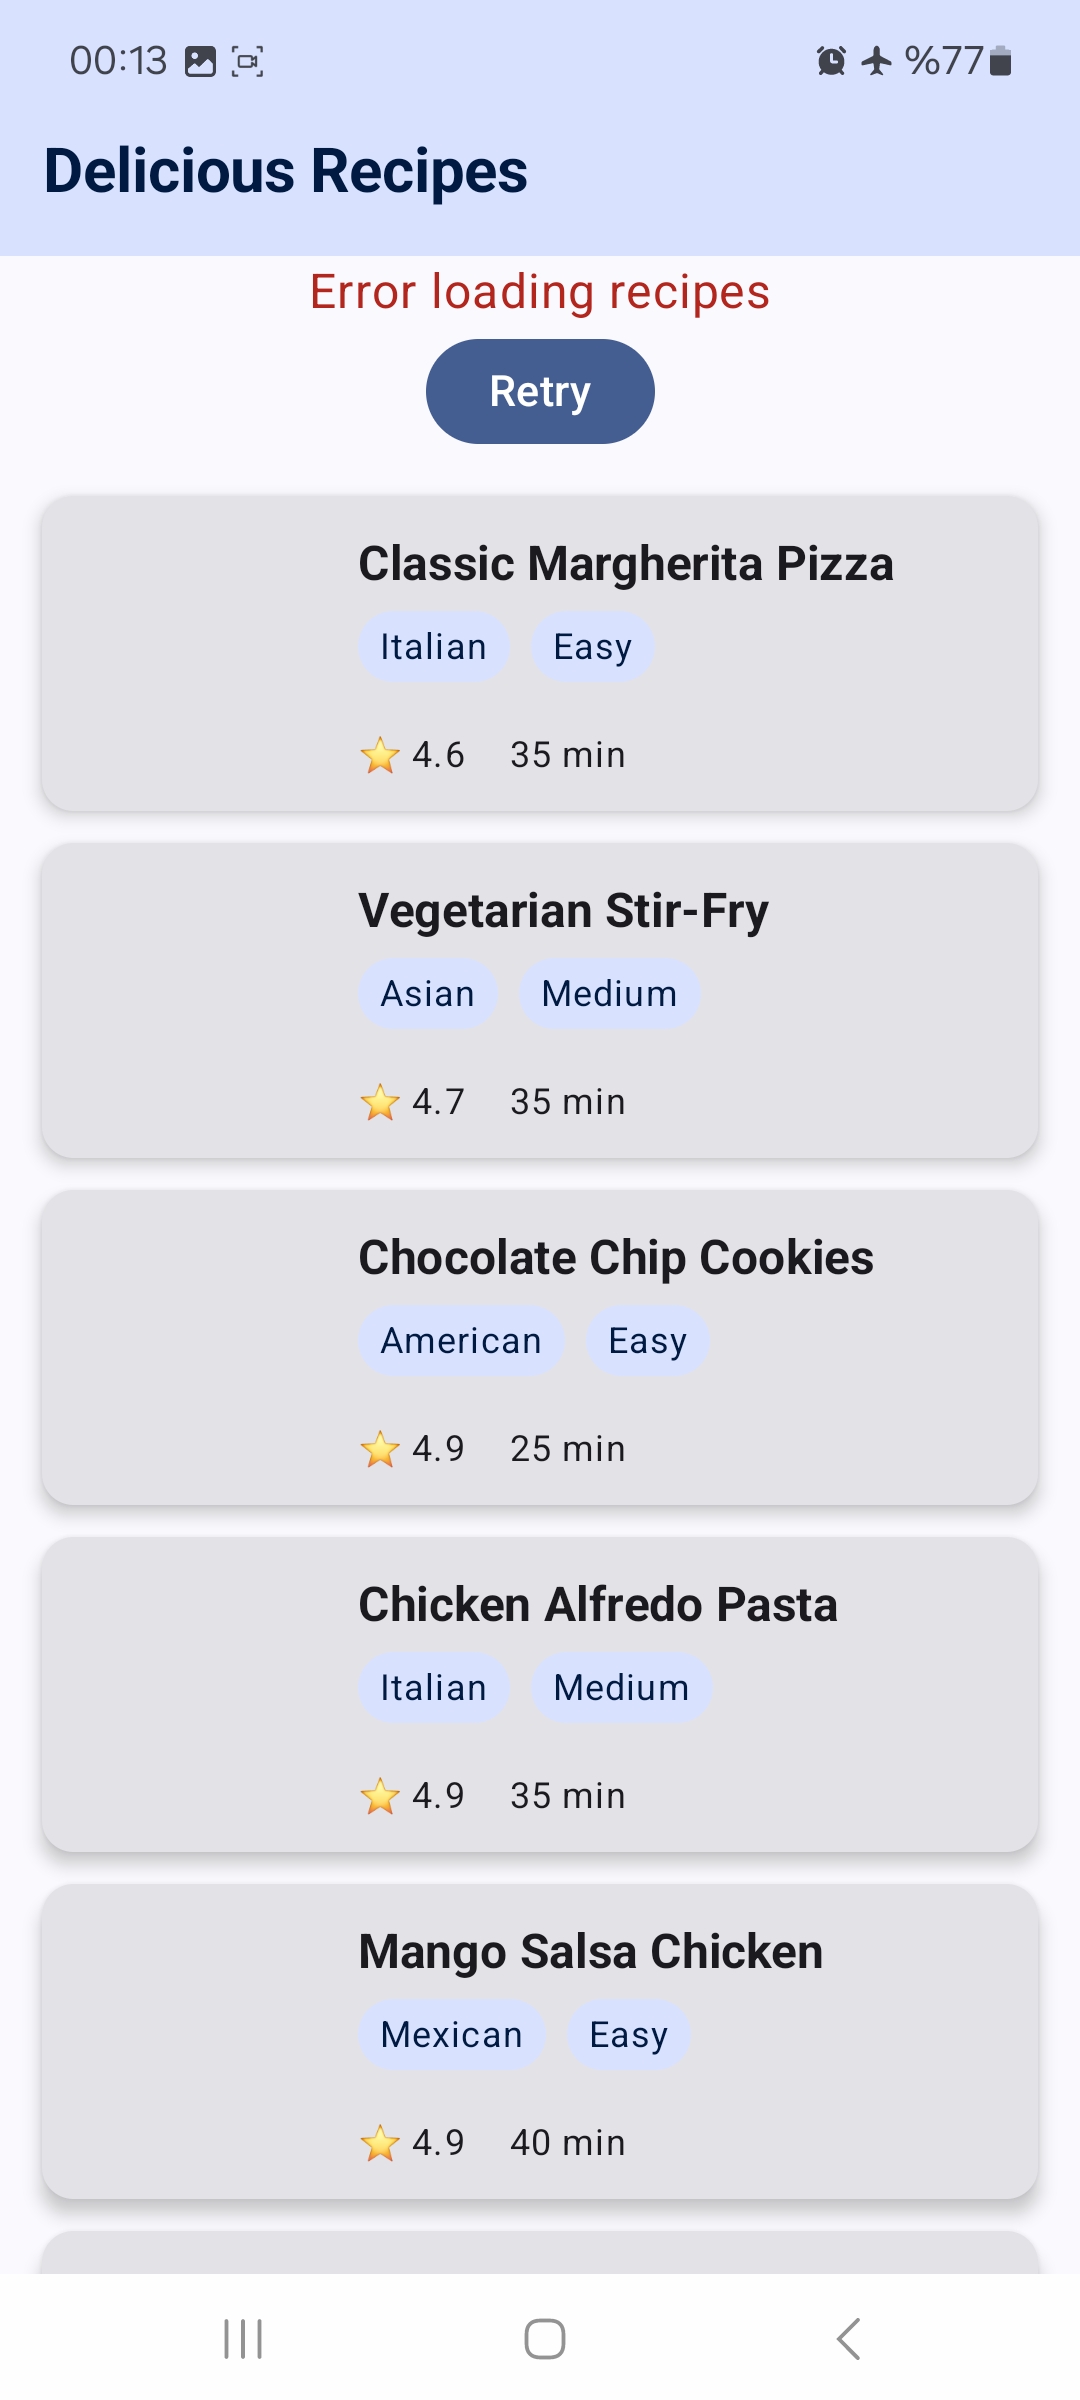 00:13 %77
Delicious Recipes
Error loading recipes
Retry
Classic Margherita Pizza
Italian Easy
⭐ 4.6 35 min
Vegetarian Stir-Fry
Asian Medium
⭐ 4.7 35 min
Chocolate Chip Cookies
American Easy
⭐ 4.9 25 min
Chicken Alfredo Pasta
Italian Medium
⭐ 4.9 35 min
Mango Salsa Chicken
Mexican Easy
⭐ 4.9 40 min